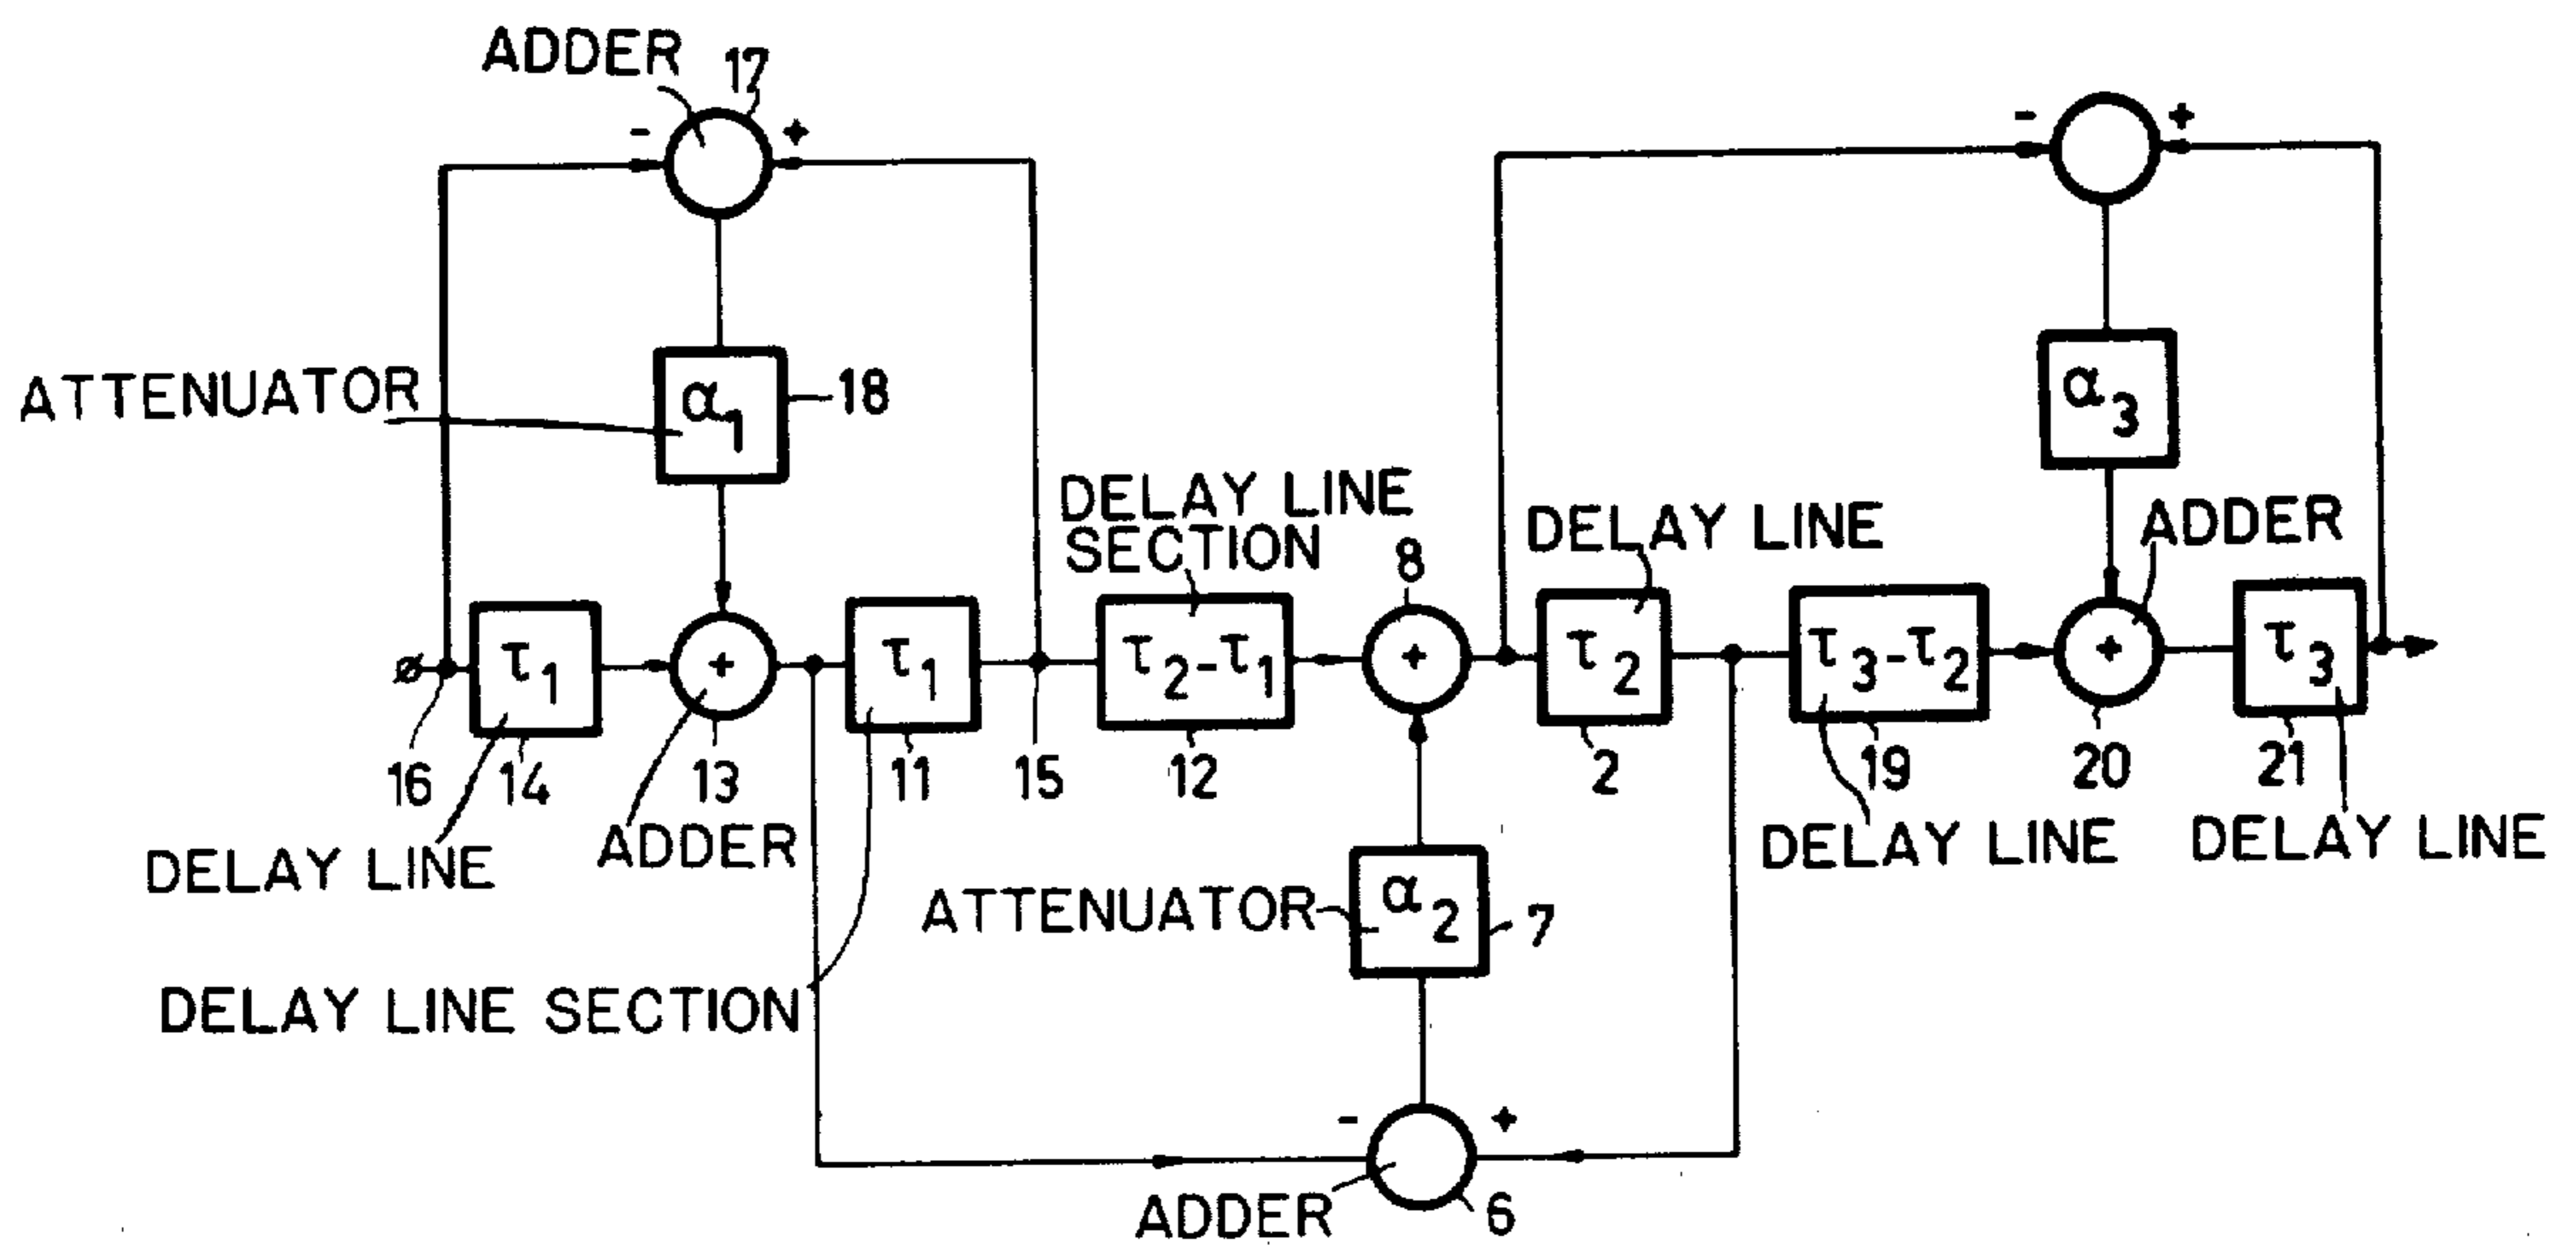 ADDER 17
- +
- +
ATTENUATOR
α1
18
α3
DELAY LINE
SECTION
8
DELAY LINE
ADDER
τ1
+
τ1
τ2-τ1
+
τ2
τ3-τ2
+
τ3
16
14
13
11
15
12
2
19
20
21
DELAY LINE
ADDER
DELAY LINE
DELAY LINE
ATTENUATOR
α2
7
DELAY LINE SECTION
- +
ADDER
6